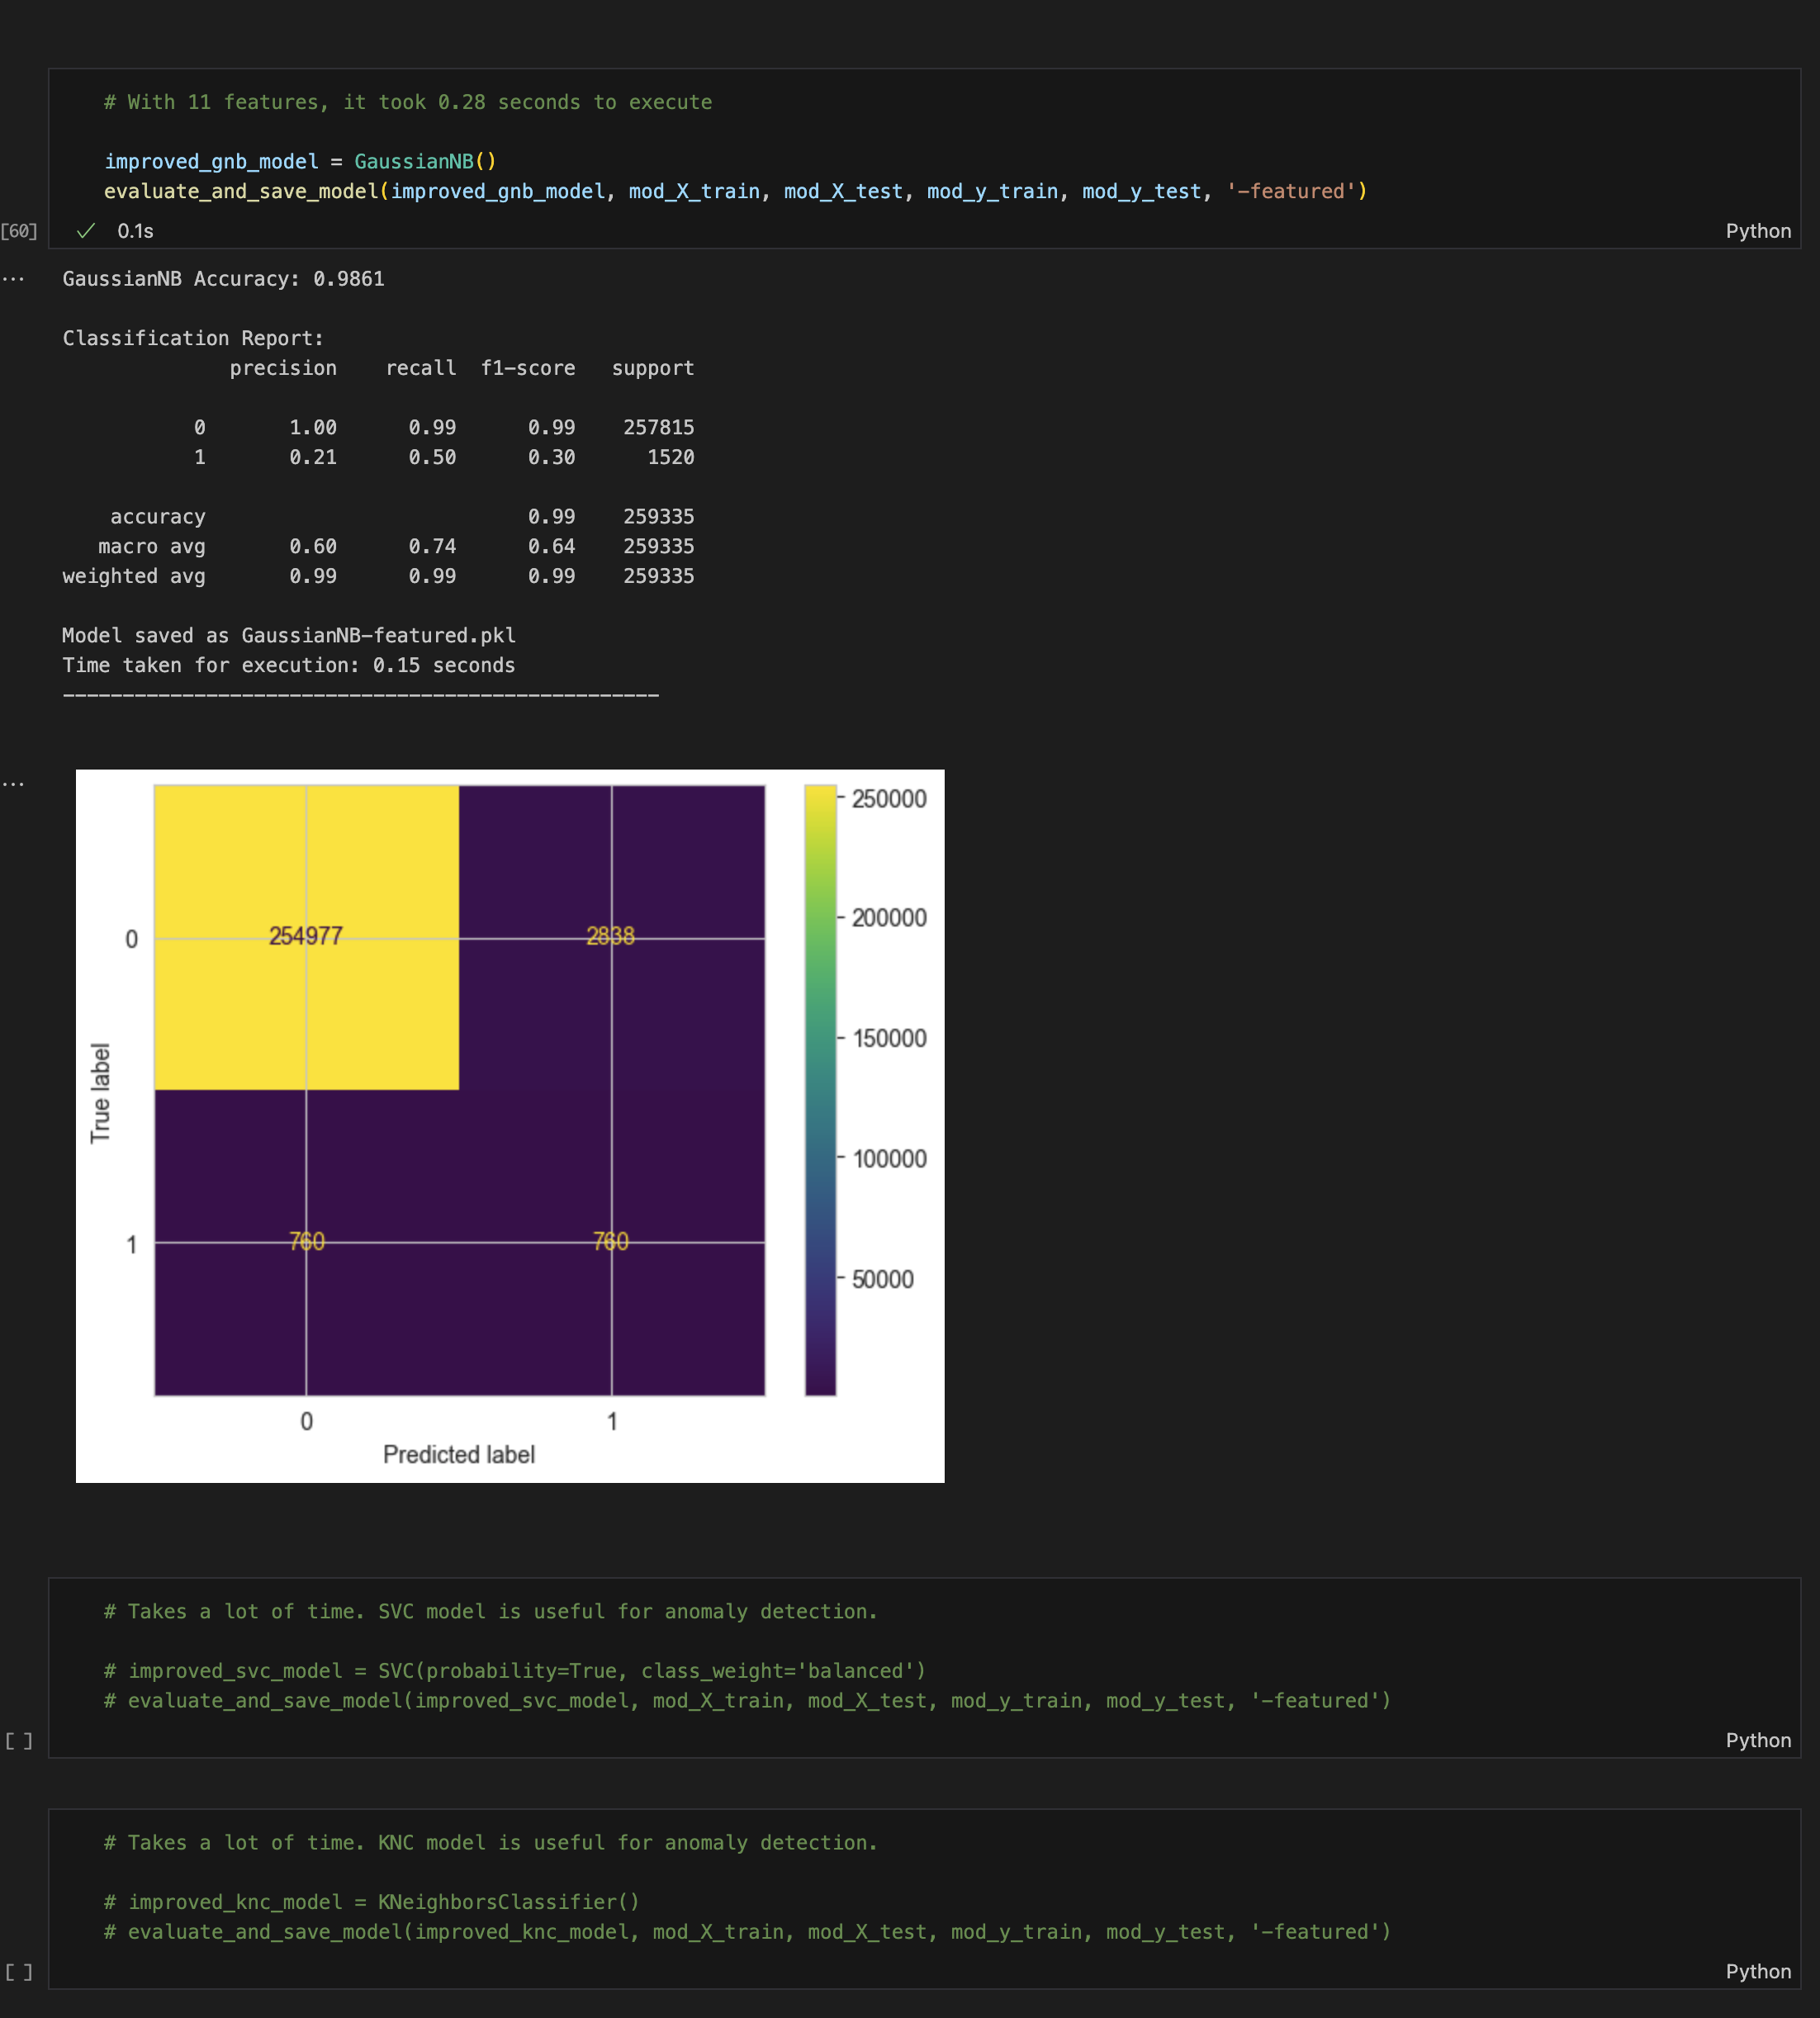 # With 11 features, it took 0.28 seconds to execute
improved_gnb_model = GaussianNB()
evaluate_and_save_model(improved_gnb_model, mod_X_train, mod_X_test, mod_y_train, mod_y_test, '-featured')
[60] ✓ 0.1s Python
... GaussianNB Accuracy: 0.9861
Classification Report:
precision recall f1-score support
0 1.00 0.99 0.99 257815
1 0.21 0.50 0.30 1520
accuracy 0.99 259335
macro avg 0.60 0.74 0.64 259335
weighted avg 0.99 0.99 0.99 259335
Model saved as GaussianNB-featured.pkl
Time taken for execution: 0.15 seconds
--------------------------------------------------
...
250000
200000
150000
100000
50000
0 254977 2838
1 760 760
True label
0 1
Predicted label
# Takes a lot of time. SVC model is useful for anomaly detection.
# improved_svc_model = SVC(probability=True, class_weight='balanced')
# evaluate_and_save_model(improved_svc_model, mod_X_train, mod_X_test, mod_y_train, mod_y_test, '-featured')
[ ] Python
# Takes a lot of time. KNC model is useful for anomaly detection.
# improved_knc_model = KNeighborsClassifier()
# evaluate_and_save_model(improved_knc_model, mod_X_train, mod_X_test, mod_y_train, mod_y_test, '-featured')
[ ] Python